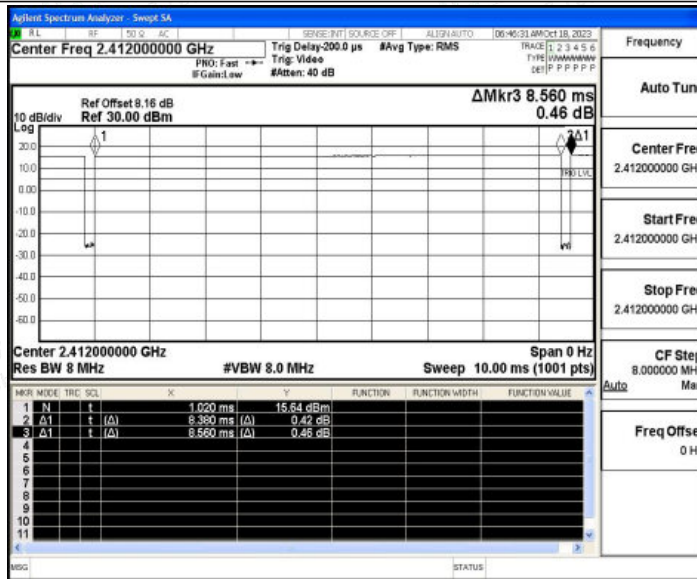 Agilent Spectrum Analyzer - Swept SA
RL RF 50 Ω AC SENSE:INT SOURCE OFF ALIGN AUTO 06:46:31 AM Oct 18, 2023
Center Freq 2.412000000 GHz
PNO: Fast
IFGain:Low
Trig Delay-200.0 µs
Trig: Video
#Atten: 40 dB
#Avg Type: RMS
TRACE 1 2 3 4 5 6
TYPE
DET P P P P P P
Frequency
Auto Tun
ΔMkr3 8.560 ms
0.46 dB
Ref Offset 8.16 dB
Ref 30.00 dBm
10 dB/div
Log
1
3Δ1
TRIG LVL
20.0
10.0
0.00
-10.0
-20.0
-30.0
-40.0
-50.0
-60.0
Center 2.412000000 GHz Span 0 Hz
Res BW 8 MHz #VBW 8.0 MHz Sweep 10.00 ms (1001 pts)
MKR MODE TRC SCL X Y FUNCTION FUNCTION WIDTH FUNCTION VALUE
1 N t 1.020 ms 15.64 dBm
2 Δ1 t (Δ) 8.380 ms (Δ) 0.42 dB
3 Δ1 t (Δ) 8.560 ms (Δ) 0.46 dB
4
5
6
7
8
9
10
11
Center Fre
2.412000000 GH
Start Fre
2.412000000 GH
Stop Fre
2.412000000 GH
CF Step
8.000000 MH
Auto Ma
Freq Offse
0 H
MSG STATUS